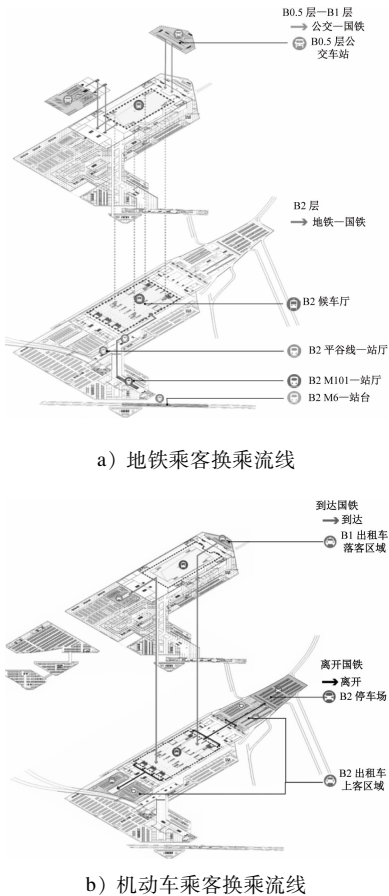 B0.5 层—B1 层
公交—国铁
B0.5 层公
交车站
B2 层
地铁—国铁
B2 候车厅
B2 平谷线—站厅
B2 M101—站厅
B2 M6—站台
a）地铁乘客换乘流线
到达国铁
到达
B1 出租车
落客区域
离开国铁
离开
B2 停车场
B2 出租车
上客区域
b）机动车乘客换乘流线